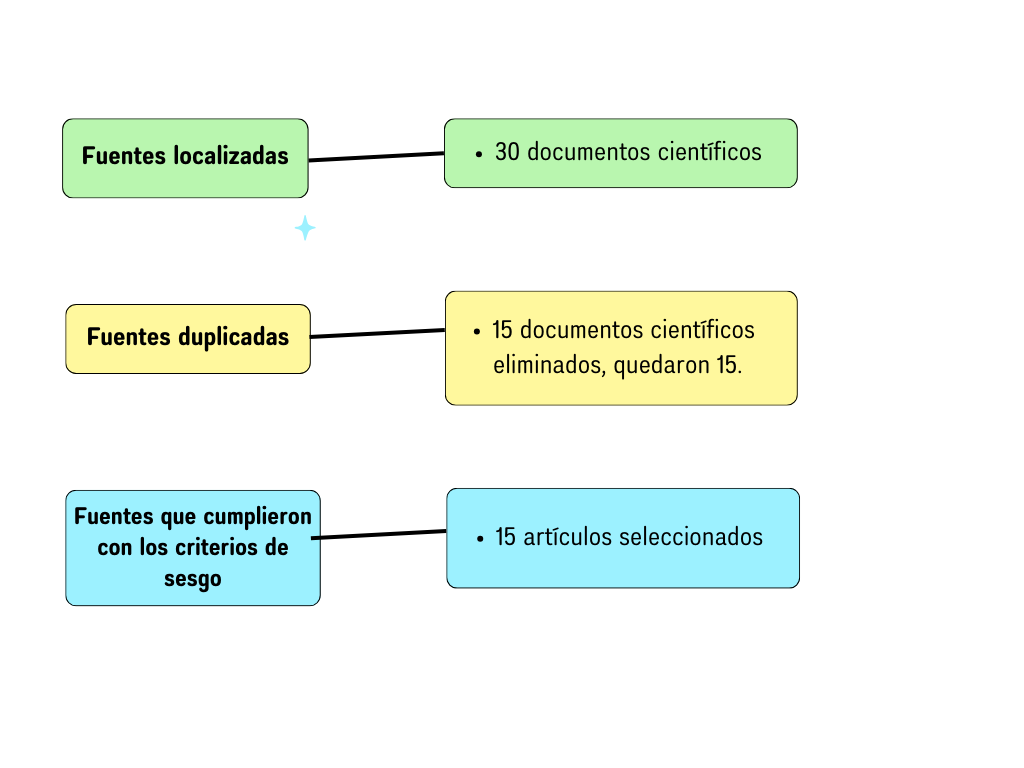 Fuentes localizadas
• 30 documentos científicos
Fuentes duplicadas
• 15 documentos científicos
eliminados, quedaron 15.
Fuentes que cumplieron
con los criterios de
sesgo
• 15 artículos seleccionados